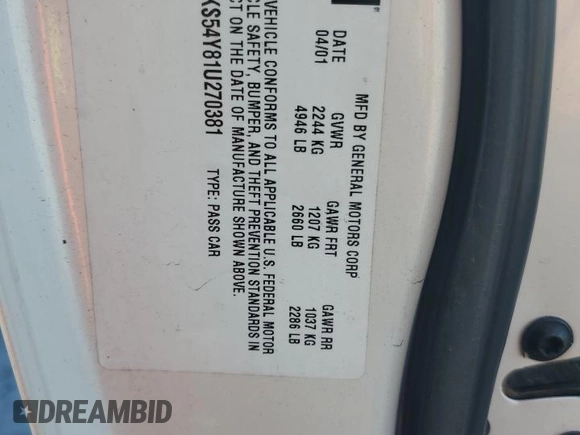 MFD BY GENERAL MOTORS CORP
DATE GVWR GAWR FRT GAWR RR
04/01 2244 KG 1207 KG 1037 KG
4946 LB 2660 LB 2286 LB
VEHICLE CONFORMS TO ALL APPLICABLE U.S. FEDERAL MOTOR
CLE SAFETY, BUMPER, AND THEFT PREVENTION STANDARDS IN
CT ON THE DATE OF MANUFACTURE SHOWN ABOVE.
KS54Y81U270381 TYPE: PASS CAR
DREAMBID